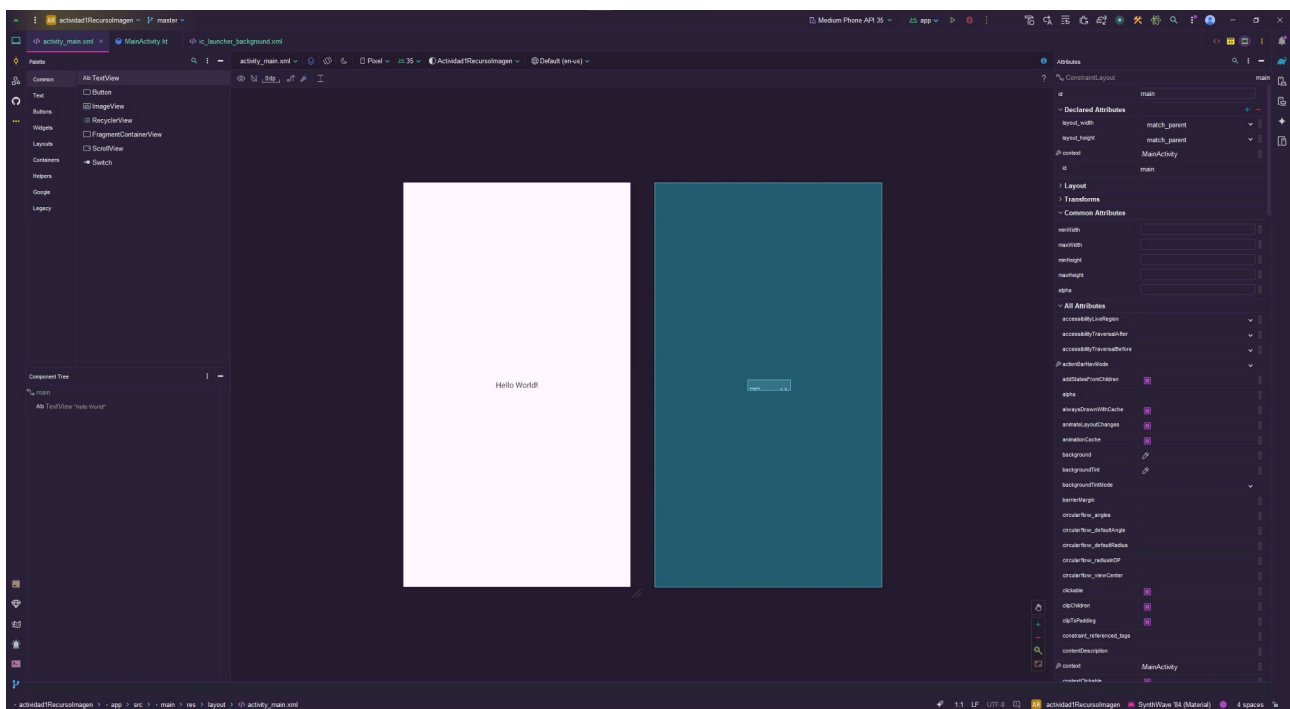 AR actividad1RecursoImagen master Medium Phone API 35 app
activity_main.xml MainActivity.kt ic_launcher_background.xml
Palette
Common
Text
Buttons
Widgets
Layouts
Containers
Helpers
Google
Legacy
Ab TextView
Button
ImageView
RecyclerView
FragmentContainerView
ScrollView
Switch
activity_main.xml Pixel 35 Actividad1RecursoImagen Default (en-us)
0dp
Hello World!
Component Tree
main
Ab TextView "Hello World!"
Attributes
ConstraintLayout main
id main
Declared Attributes
layout_width match_parent
layout_height match_parent
context .MainActivity
id main
Layout
Transforms
Common Attributes
minWidth
maxWidth
minHeight
maxHeight
alpha
All Attributes
accessibilityLiveRegion
accessibilityTraversalAfter
accessibilityTraversalBefore
actionBarNavMode
addStatesFromChildren
alpha
alwaysDrawnWithCache
animateLayoutChanges
animationCache
background
backgroundTint
backgroundTintMode
barrierMargin
circularflow_angles
circularflow_defaultAngle
circularflow_defaultRadius
circularflow_radiusInDP
circularflow_viewCenter
clickable
clipChildren
clipToPadding
constraint_referenced_tags
contentDescription
context .MainActivity
contextClickable
1:1
actividad1RecursoImagen > app > src > main > res > layout > activity_main.xml 1:1 LF UTF-8 AR actividad1RecursoImagen SynthWave '84 (Material) 4 spaces